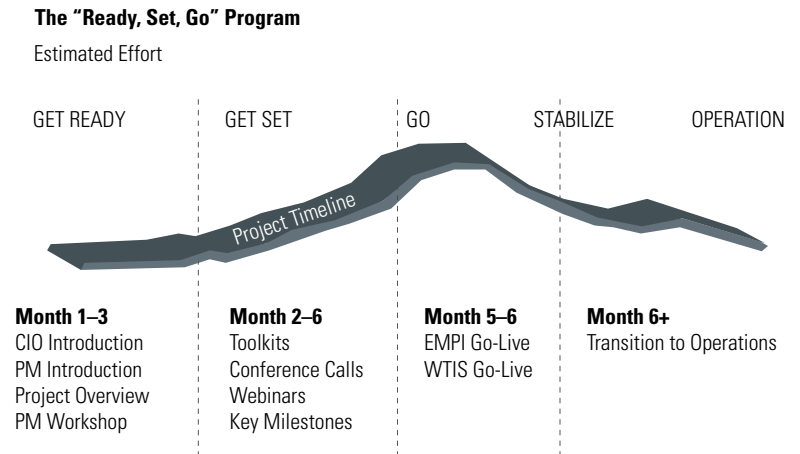 The “Ready, Set, Go” Program
Estimated Effort
GET READY
GET SET
GO
STABILIZE
OPERATION
Project Timeline
Month 1–3
CIO Introduction
PM Introduction
Project Overview
PM Workshop
Month 2–6
Toolkits
Conference Calls
Webinars
Key Milestones
Month 5–6
EMPI Go-Live
WTIS Go-Live
Month 6+
Transition to Operations